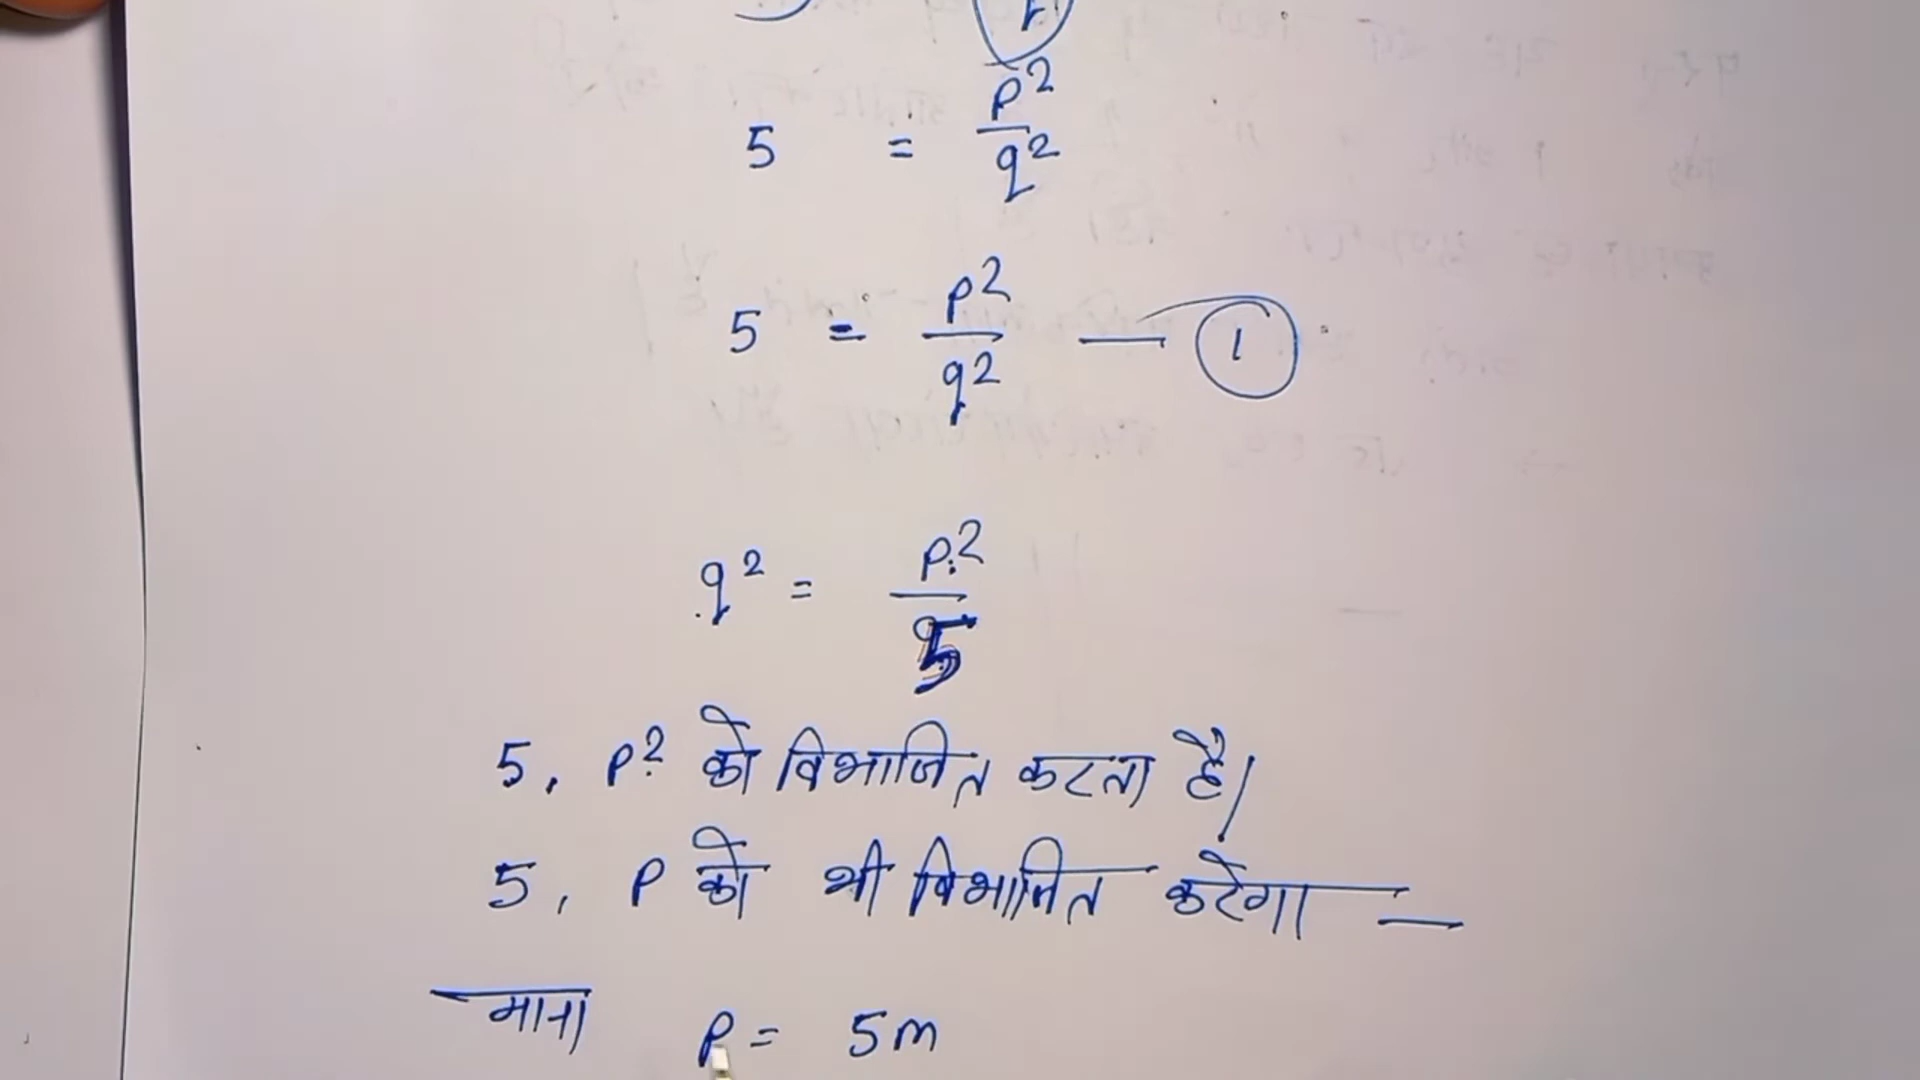 5 = p²/q²
5 = p²/q² — 1
q² = p²/5
5, p² को विभाजित करता है।
5, p को भी विभाजित करेगा —
माना p = 5m